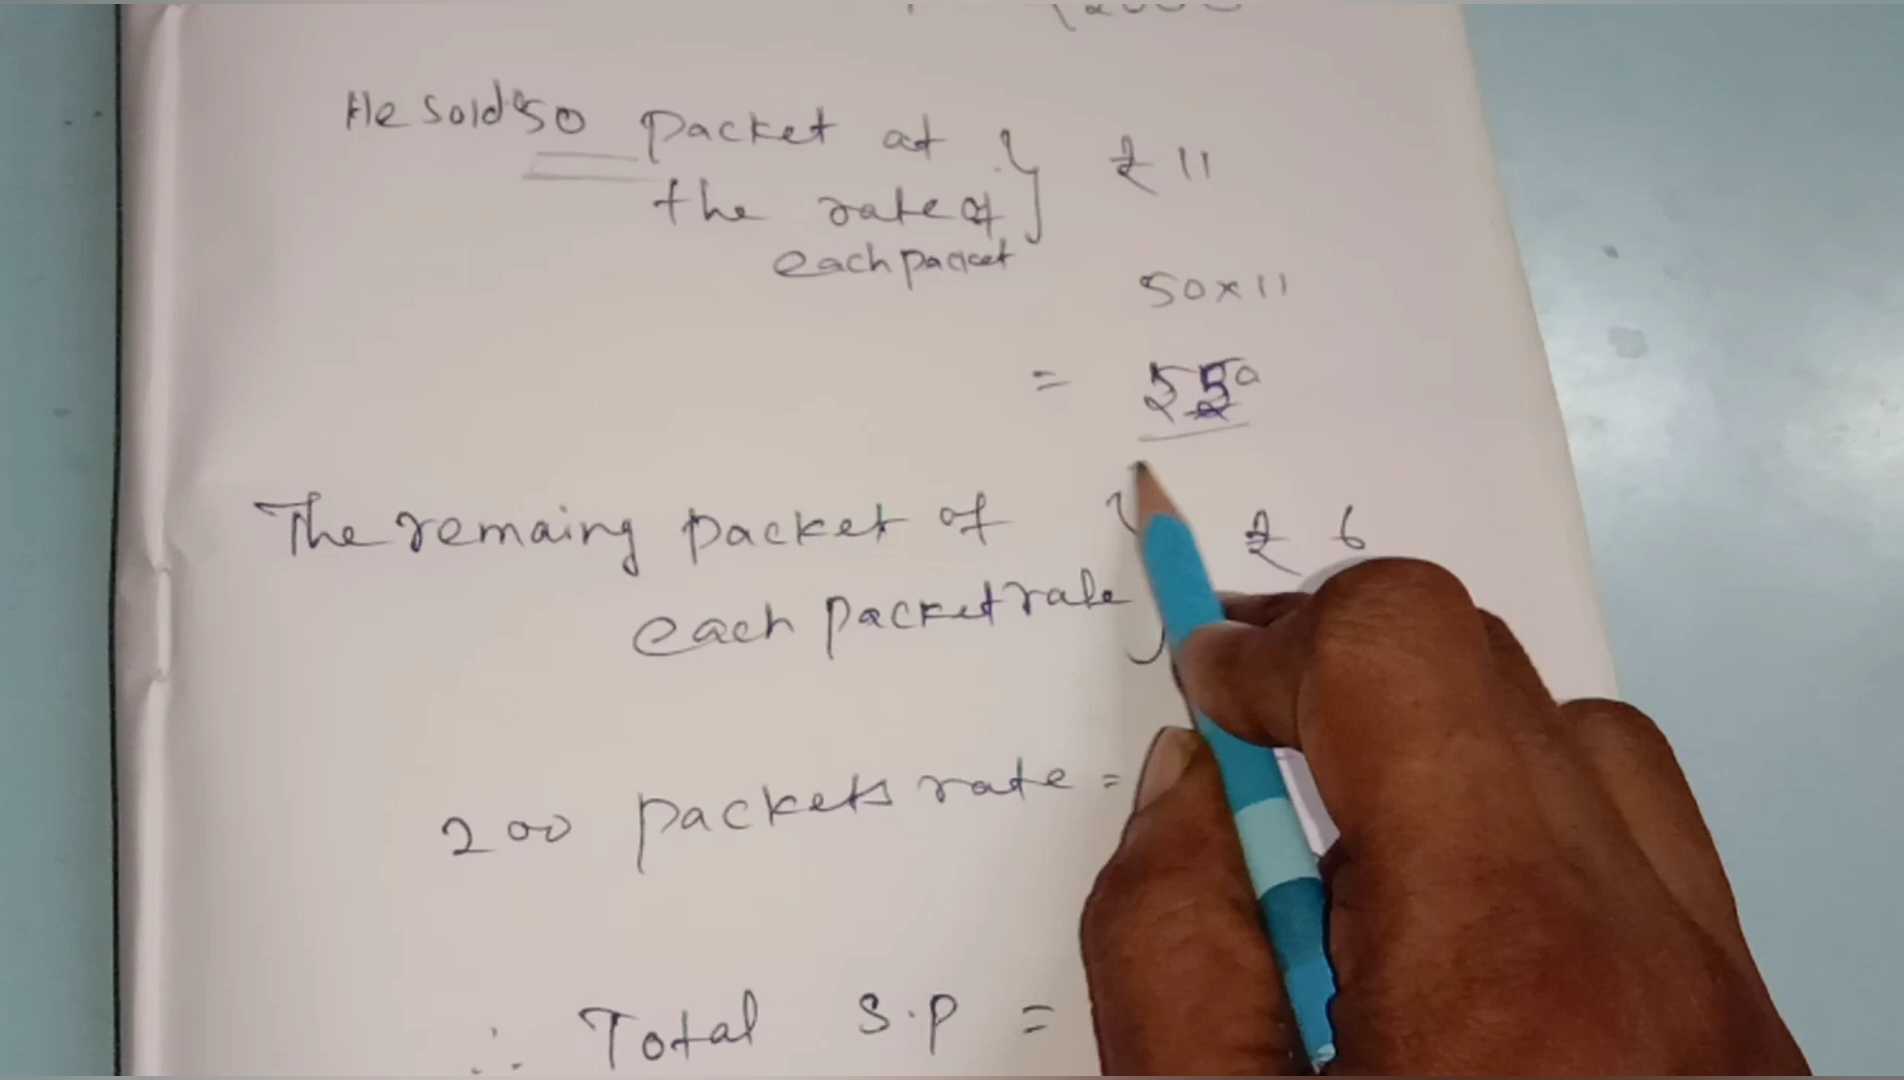 He sold 50 packet at } ₹ 11
the rate of
each packet
50 x 11
= 550
The remaing packet of ₹ 6
each packet rate
200 packets rate =
∴ Total S.P =